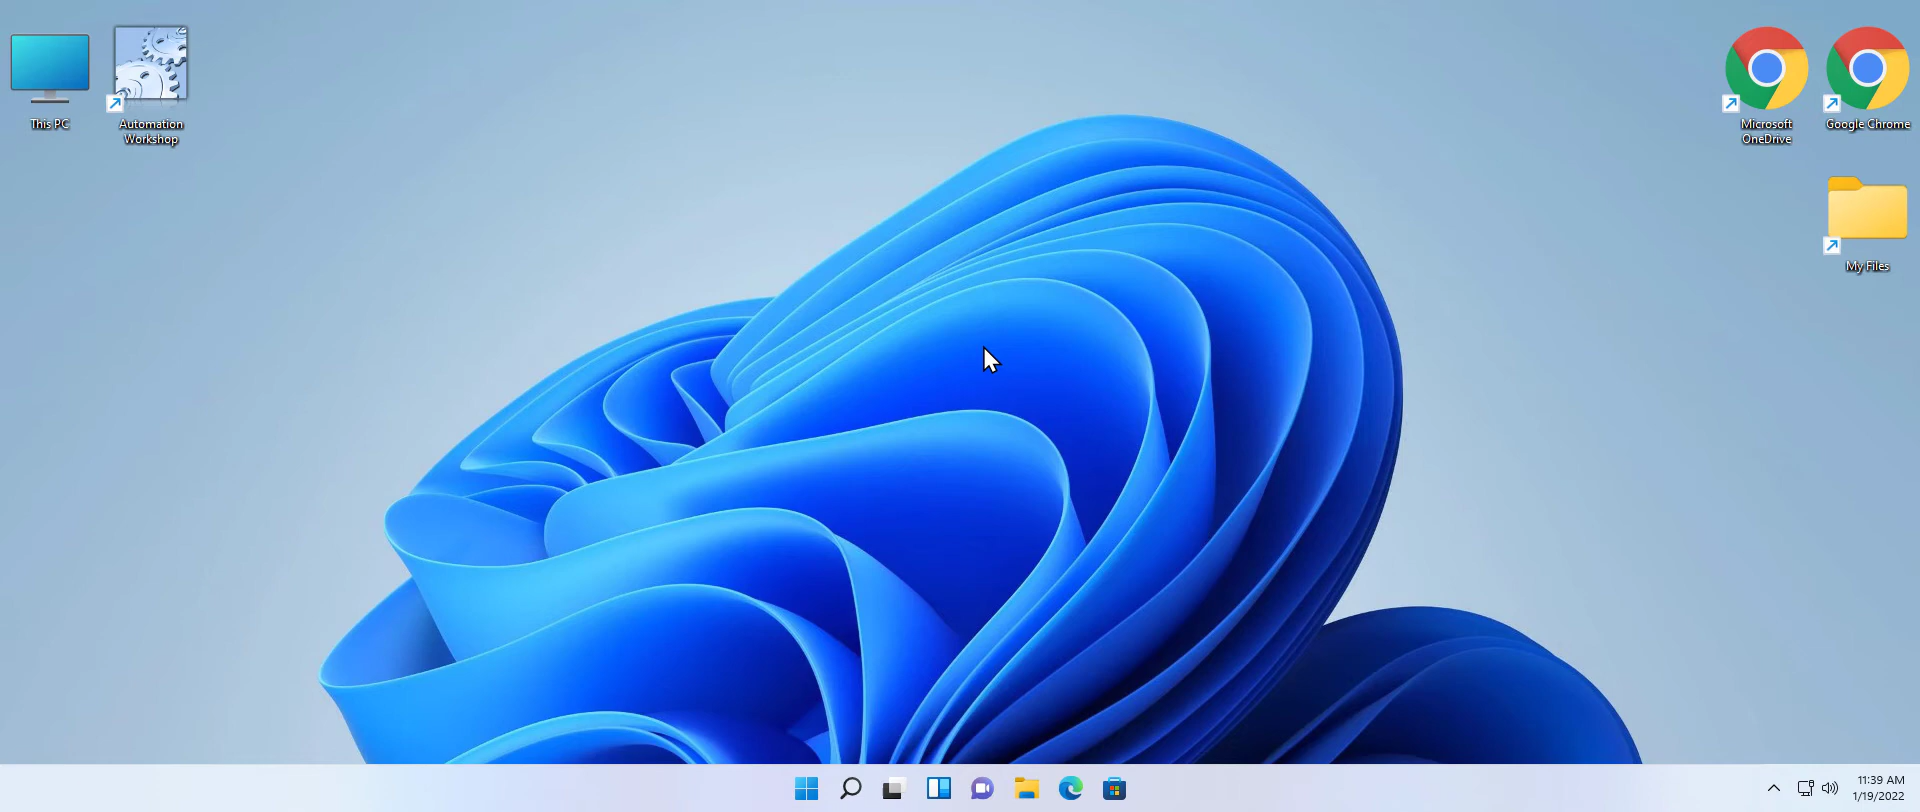 This PC
Automation
Workshop
Microsoft
OneDrive
Google Chrome
My Files
11:39 AM
1/19/2022